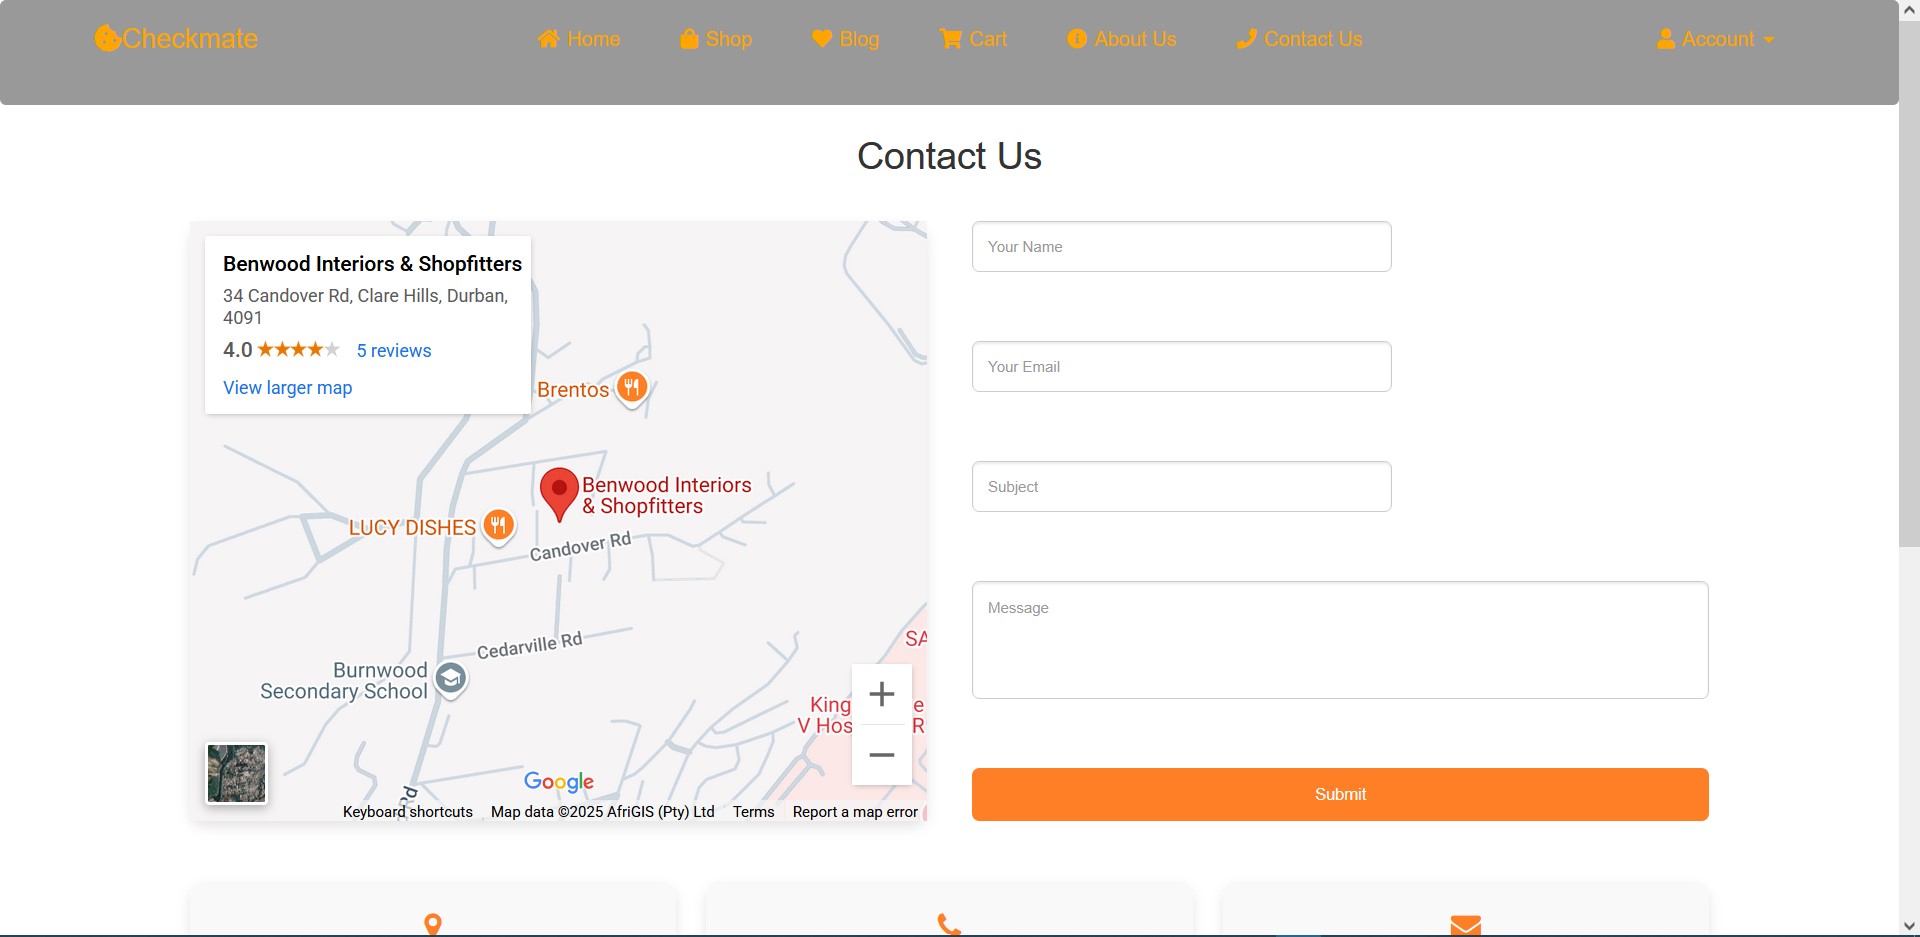 Checkmate
Home
Shop
Blog
Cart
About Us
Contact Us
Account
Contact Us
Benwood Interiors & Shopfitters
34 Candover Rd, Clare Hills, Durban,
4091
4.0
5 reviews
View larger map
Brentos
Benwood Interiors
& Shopfitters
LUCY DISHES
Candover Rd
Cedarville Rd
Burnwood
Secondary School
SA
King
e
V Hos
R
Rd
Google
Keyboard shortcuts
Map data ©2025 AfriGIS (Pty) Ltd
Terms
Report a map error
Your Name
Your Email
Subject
Message
Submit